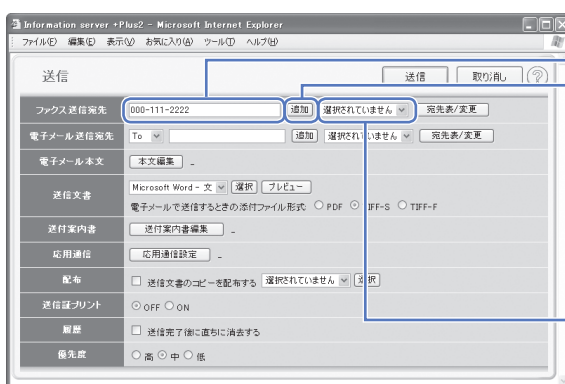 Information server +Plus2 - Microsoft Internet Explorer
ファイル(F) 編集(E) 表示(V) お気に入り(A) ツール(T) ヘルプ(H)
送信 送信 取り消し ?
ファクス送信宛先 000-111-2222 追加 選択されていません 宛先表/変更
電子メール送信宛先 To 追加 選択されていません 宛先表/変更
電子メール本文 本文編集 -
送信文書 Microsoft Word - 文 選択 プレビュー
電子メールで送信するときの添付ファイル形式: PDF TIFF-S TIFF-F
送付案内書 送付案内書編集 -
応用通信 応用通信設定 -
配布 送信文書のコピーを配布する 選択されていません 選択
送信証プリント OFF ON
履歴 送信完了後に直ちに消去する
優先度 高 中 低